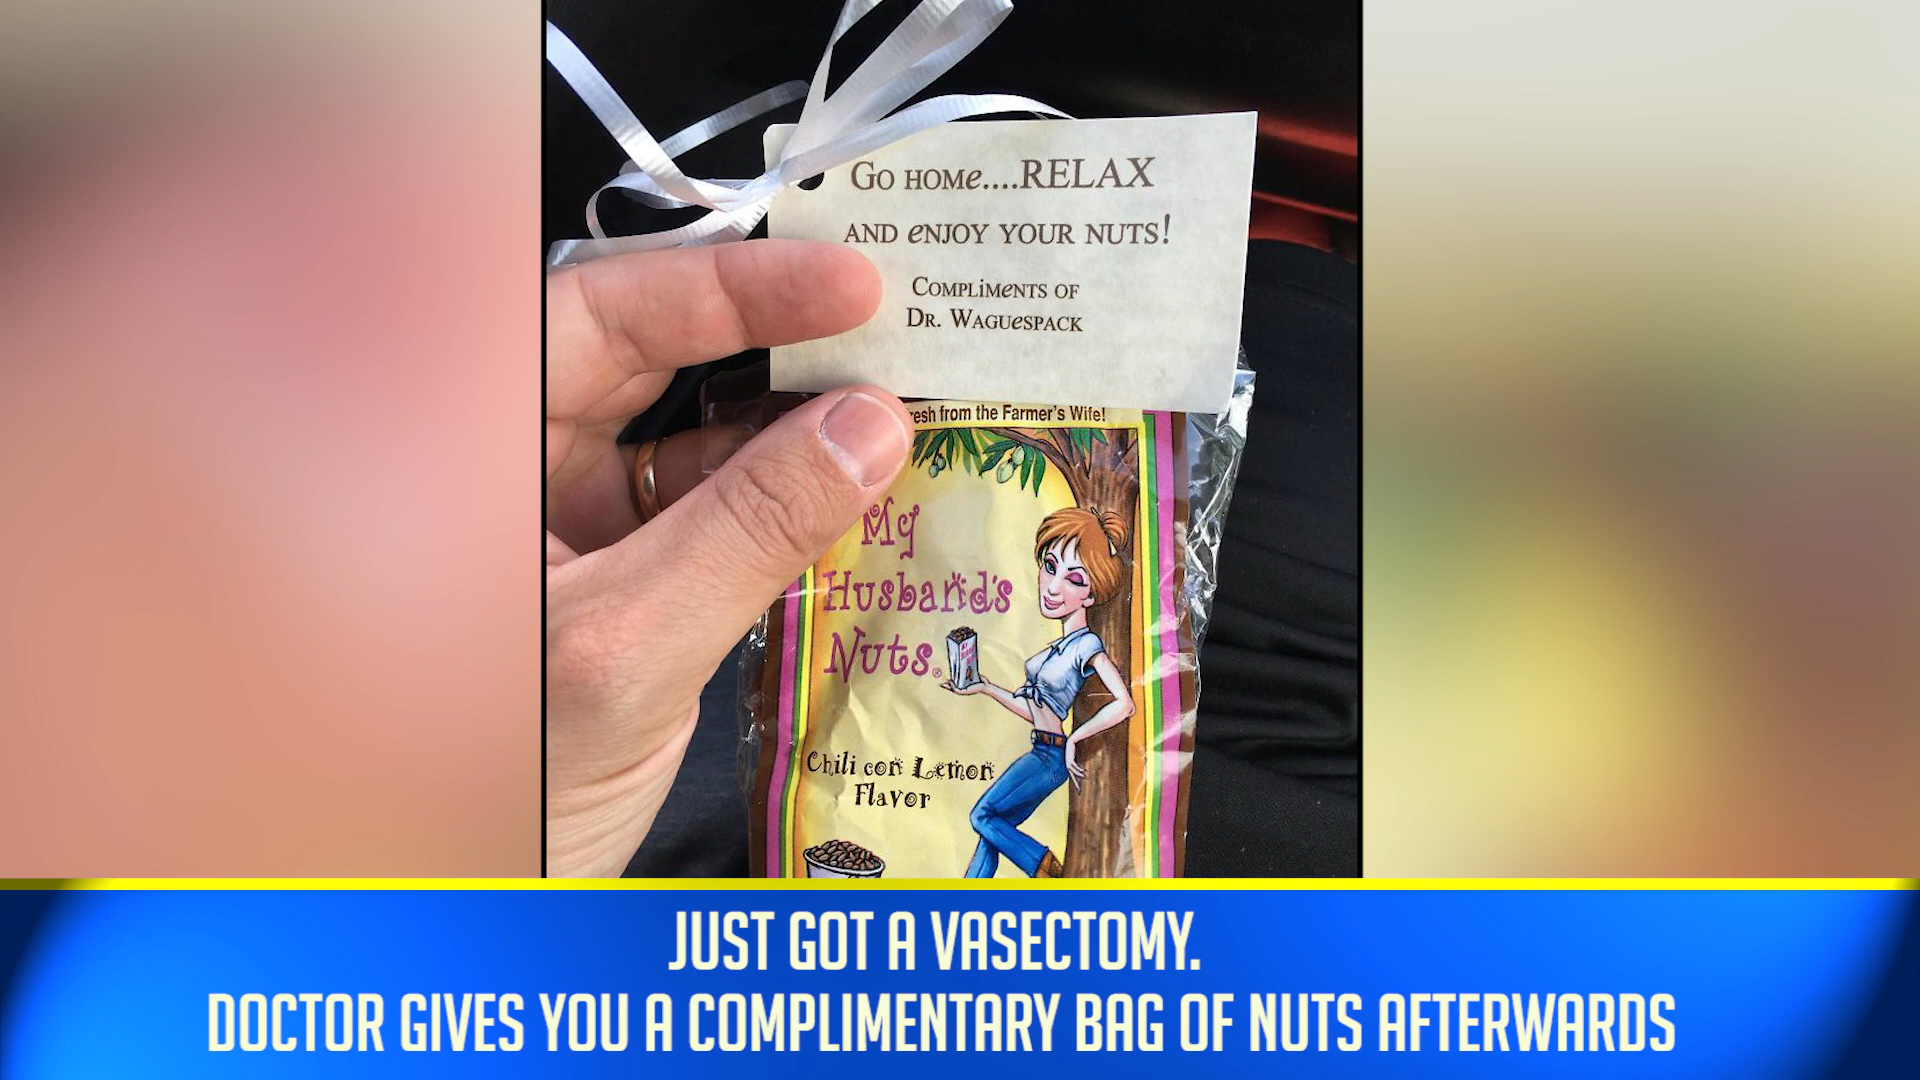 Go home....RELAX
and enjoy your nuts!
Compliments of
Dr. Waguespack
from the Farmer's Wife!
My
Husband's
Nuts®
Chili con Lemon
Flavor
JUST GOT A VASECTOMY.
DOCTOR GIVES YOU A COMPLIMENTARY BAG OF NUTS AFTERWARDS